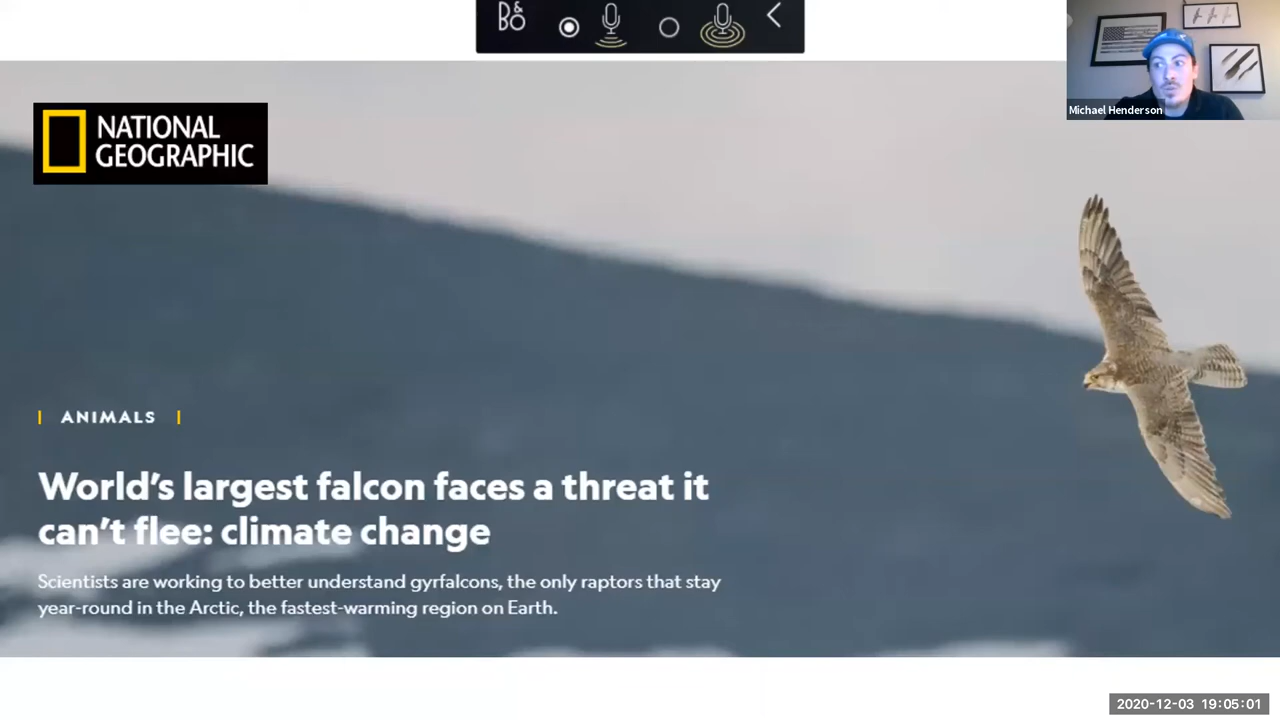 B&O
Michael Henderson
NATIONAL
GEOGRAPHIC
ANIMALS
World's largest falcon faces a threat it
can't flee: climate change
Scientists are working to better understand gyrfalcons, the only raptors that stay
year-round in the Arctic, the fastest-warming region on Earth.
2020-12-03 19:05:01